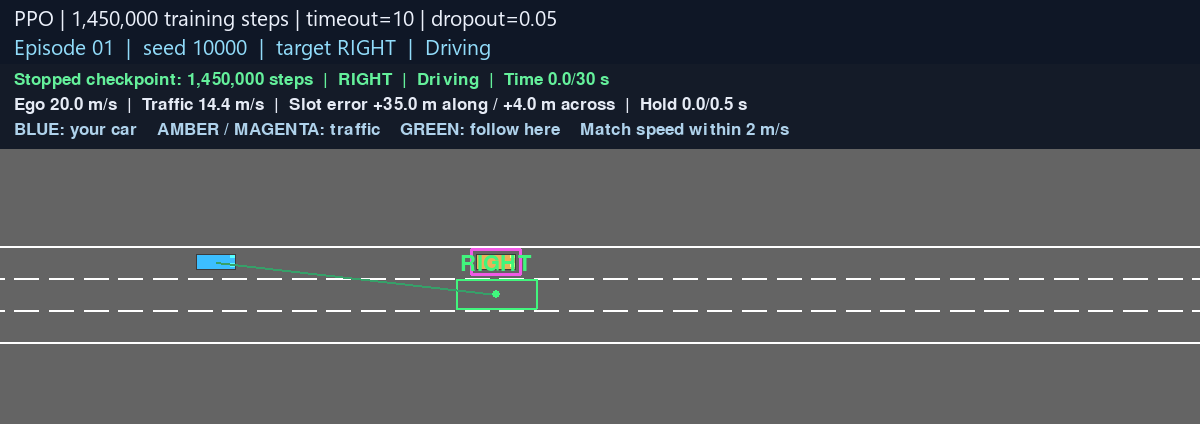 PPO | 1,450,000 training steps | timeout=10 | dropout=0.05
Episode 01 | seed 10000 | target RIGHT | Driving
Stopped checkpoint: 1,450,000 steps | RIGHT | Driving | Time 0.0/30 s
Ego 20.0 m/s | Traffic 14.4 m/s | Slot error +35.0 m along / +4.0 m across | Hold 0.0/0.5 s
BLUE: your car AMBER / MAGENTA: traffic GREEN: follow here Match speed within 2 m/s
RIGHT